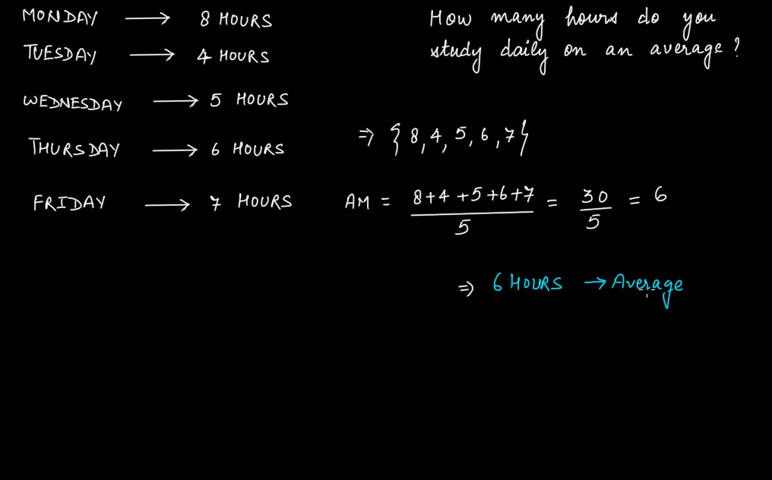 MONDAY → 8 HOURS
TUESDAY → 4 HOURS
WEDNESDAY → 5 HOURS
THURSDAY → 6 HOURS
FRIDAY → 7 HOURS
How many hours do you
study daily on an average?
⇒ {8, 4, 5, 6, 7}
AM = 8+4+5+6+7 / 5 = 30 / 5 = 6
⇒ 6 HOURS → Average